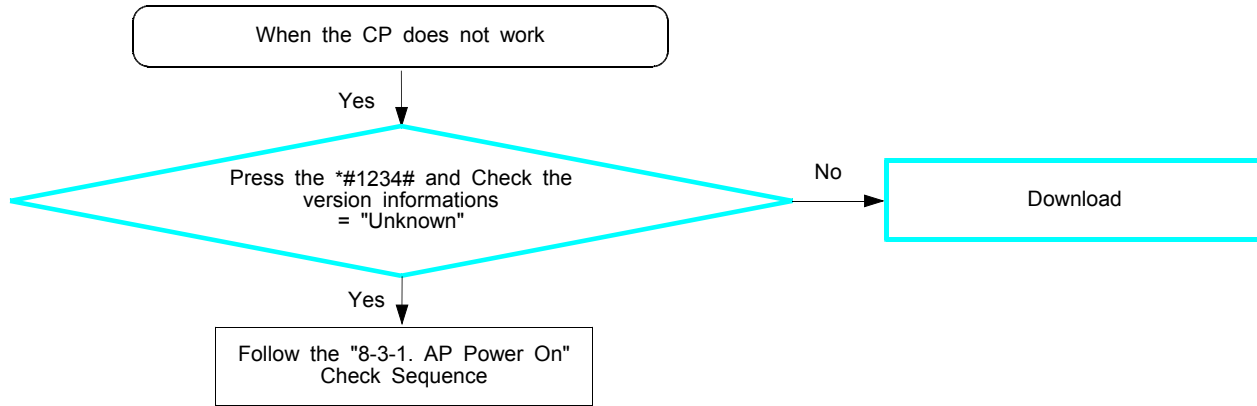 When the CP does not work
Yes
Press the *#1234# and Check the
version informations
= "Unknown"
No
Download
Yes
Follow the "8-3-1. AP Power On"
Check Sequence